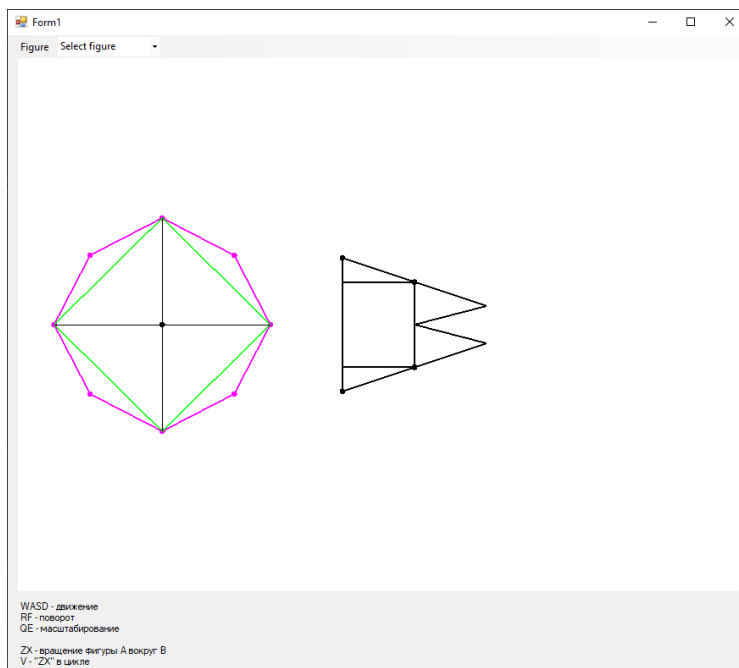 Form1
Figure Select figure
WASD - движение
RF - поворот
QE - масштабирование
ZX - вращение фигуры A вокруг B
V - "ZX" в цикле